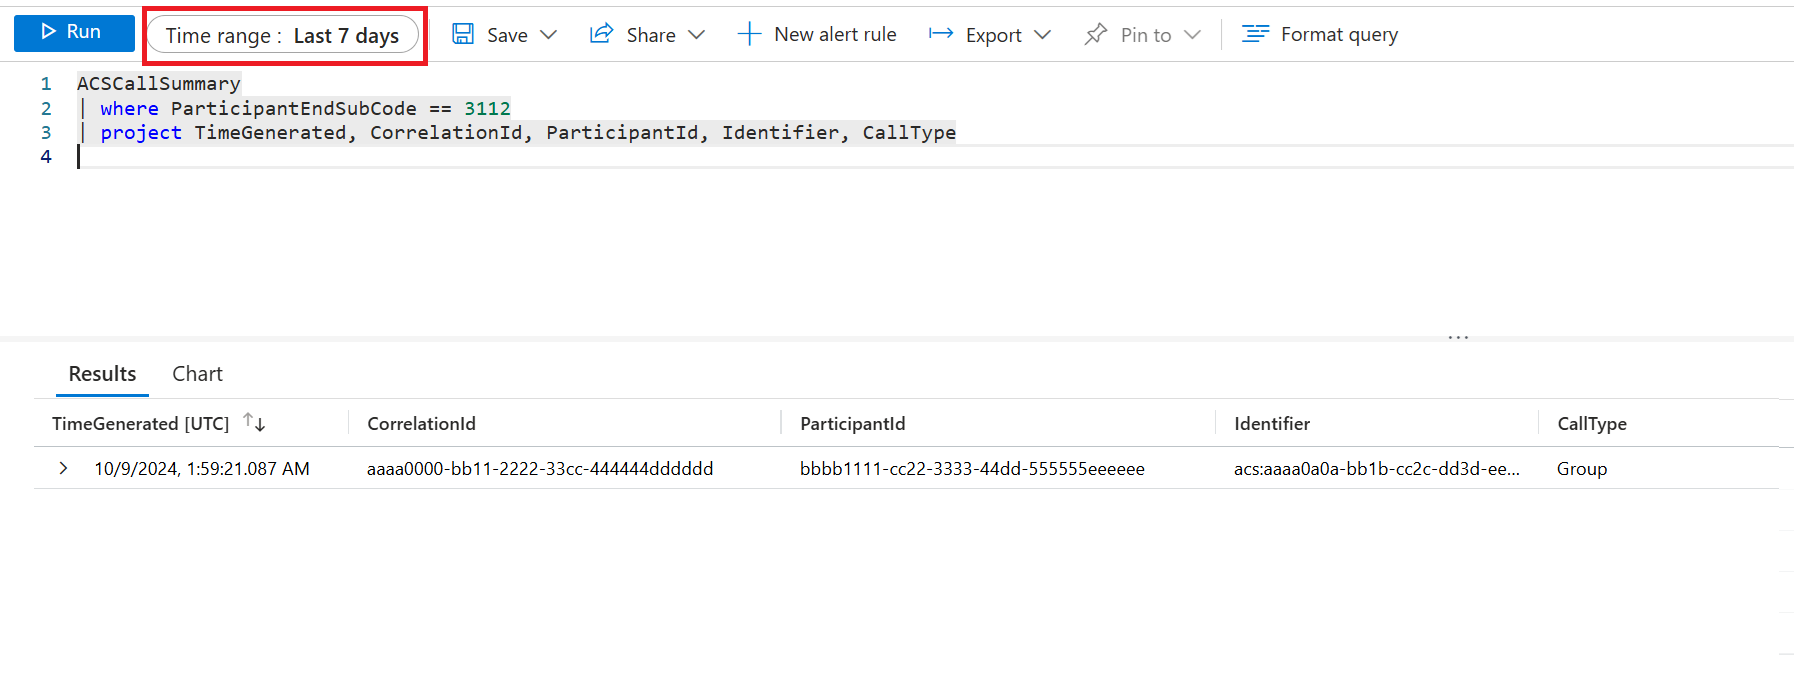 Run Time range : Last 7 days Save Share New alert rule Export Pin to Format query
1 ACSCallSummary
2 | where ParticipantEndSubCode == 3112
3 | project TimeGenerated, CorrelationId, ParticipantId, Identifier, CallType
4
...
Results Chart
TimeGenerated [UTC] CorrelationId ParticipantId Identifier CallType
10/9/2024, 1:59:21.087 AM aaaa0000-bb11-2222-33cc-444444dddddd bbbb1111-cc22-3333-44dd-555555eeeeee acs:aaaa0a0a-bb1b-cc2c-dd3d-ee... Group